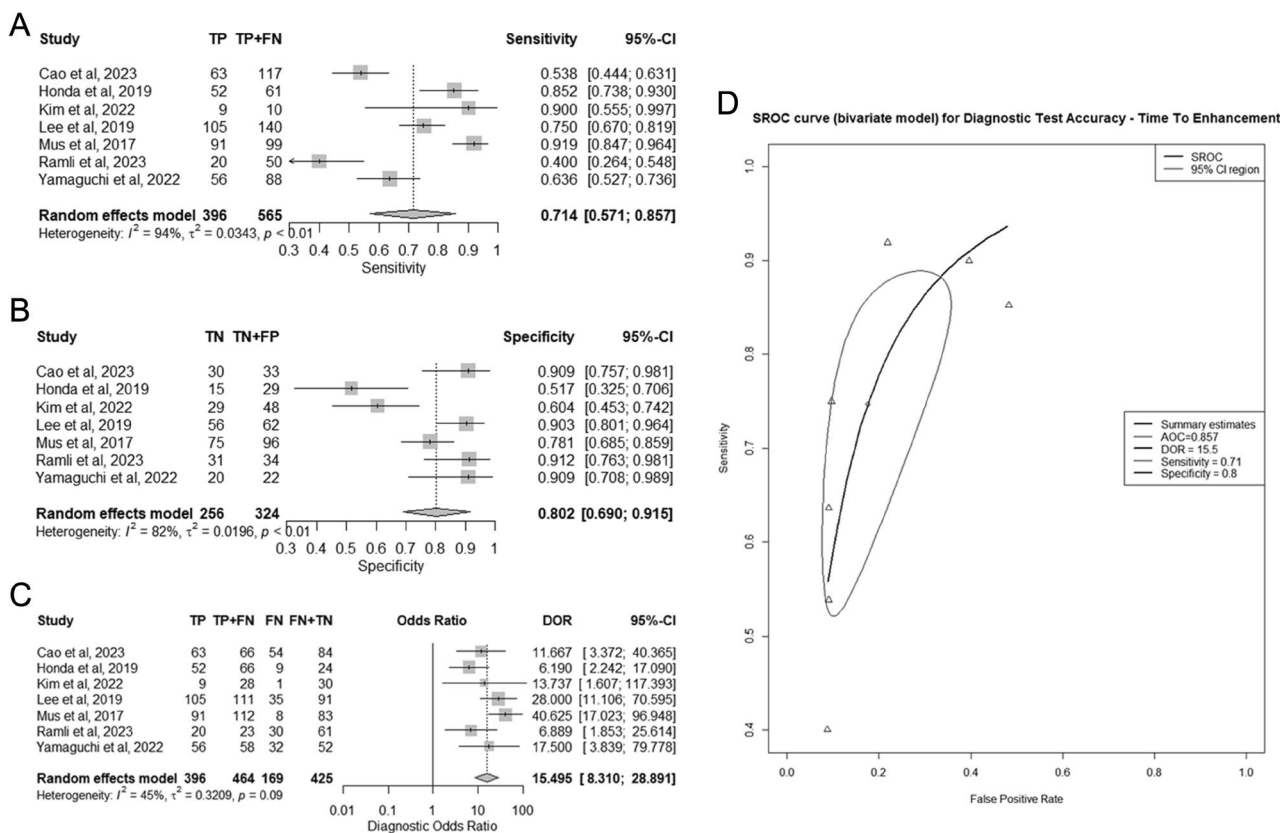 A
Study TP TP+FN Sensitivity 95%-CI
Cao et al, 2023 63 117 0.538 [0.444; 0.631]
Honda et al, 2019 52 61 0.852 [0.738; 0.930]
Kim et al, 2022 9 10 0.900 [0.555; 0.997]
Lee et al, 2019 105 140 0.750 [0.670; 0.819]
Mus et al, 2017 91 99 0.919 [0.847; 0.964]
Ramli et al, 2023 20 50 0.400 [0.264; 0.548]
Yamaguchi et al, 2022 56 88 0.636 [0.527; 0.736]
Random effects model 396 565 0.714 [0.571; 0.857]
Heterogeneity: I² = 94%, τ² = 0.0343, p < 0.01
0.3 0.4 0.5 0.6 0.7 0.8 0.9 1
Sensitivity
B
Study TN TN+FP Specificity 95%-CI
Cao et al, 2023 30 33 0.909 [0.757; 0.981]
Honda et al, 2019 15 29 0.517 [0.325; 0.706]
Kim et al, 2022 29 48 0.604 [0.453; 0.742]
Lee et al, 2019 56 62 0.903 [0.801; 0.964]
Mus et al, 2017 75 96 0.781 [0.685; 0.859]
Ramli et al, 2023 31 34 0.912 [0.763; 0.981]
Yamaguchi et al, 2022 20 22 0.909 [0.708; 0.989]
Random effects model 256 324 0.802 [0.690; 0.915]
Heterogeneity: I² = 82%, τ² = 0.0196, p < 0.01
0.3 0.4 0.5 0.6 0.7 0.8 0.9 1
Specificity
C
Study TP TP+FN FN FN+TN Odds Ratio DOR 95%-CI
Cao et al, 2023 63 66 54 84 11.667 [ 3.372; 40.365]
Honda et al, 2019 52 66 9 24 6.190 [ 2.242; 17.090]
Kim et al, 2022 9 28 1 30 13.737 [ 1.607; 117.393]
Lee et al, 2019 105 111 35 91 28.000 [11.106; 70.595]
Mus et al, 2017 91 112 8 83 40.625 [17.023; 96.948]
Ramli et al, 2023 20 23 30 61 6.889 [ 1.853; 25.614]
Yamaguchi et al, 2022 56 58 32 52 17.500 [ 3.839; 79.778]
Random effects model 396 464 169 425 15.495 [ 8.310; 28.891]
Heterogeneity: I² = 45%, τ² = 0.3209, p = 0.09
0.01 0.1 1 10 100
Diagnostic Odds Ratio
D
SROC curve (bivariate model) for Diagnostic Test Accuracy - Time To Enhancement
SROC
95% CI region
Summary estimates
AOC=0.857
DOR = 15.5
Sensitivity = 0.71
Specificity = 0.8
1.0
0.9
0.8
0.7
0.6
0.5
0.4
Sensitivity
0.0 0.2 0.4 0.6 0.8 1.0
False Positive Rate